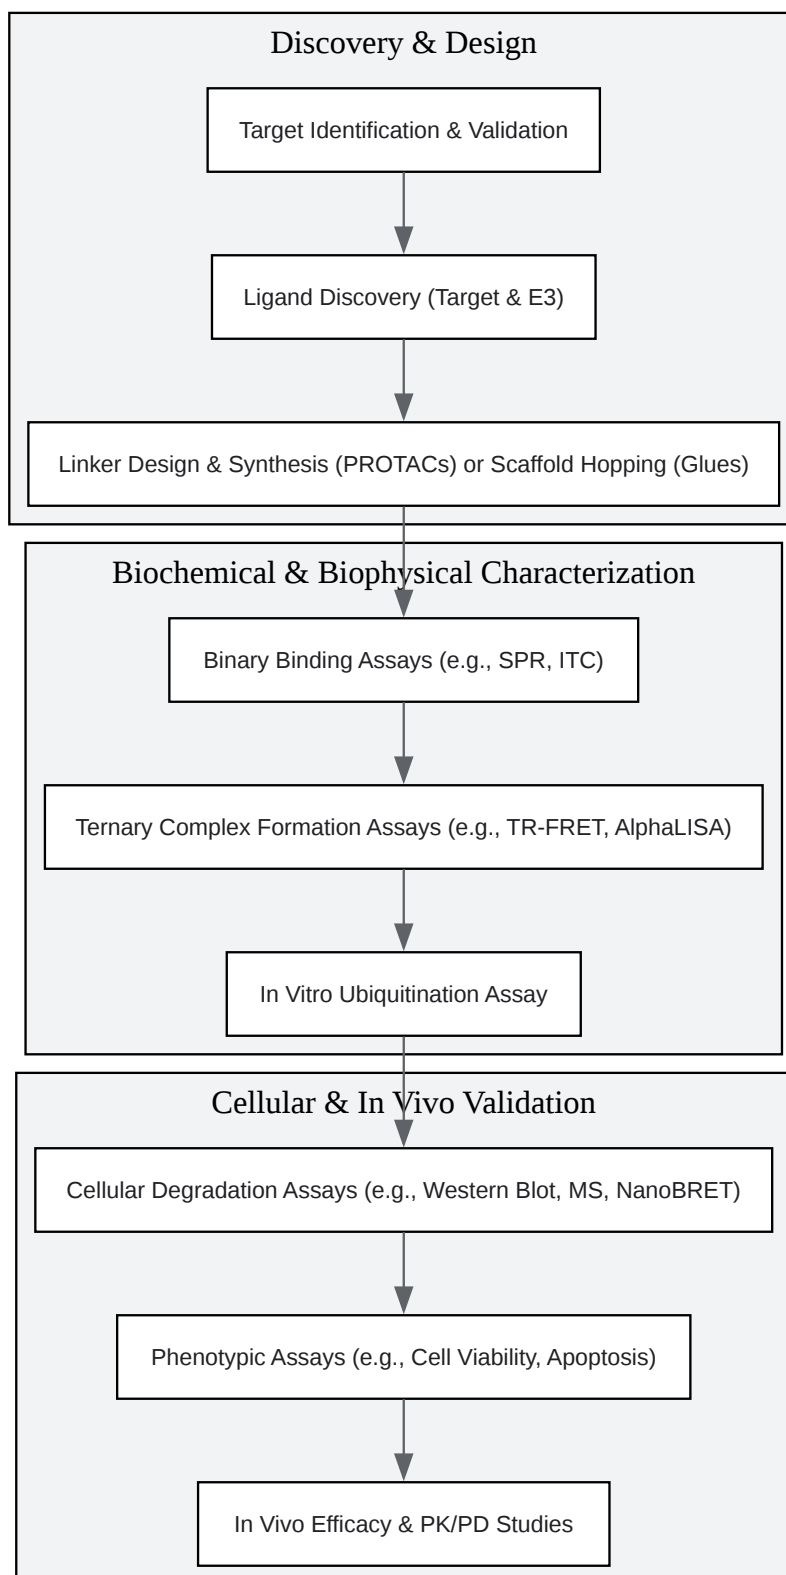 Discovery & Design
Target Identification & Validation
Ligand Discovery (Target & E3)
Linker Design & Synthesis (PROTACs) or Scaffold Hopping (Glues)
Biochemical & Biophysical Characterization
Binary Binding Assays (e.g., SPR, ITC)
Ternary Complex Formation Assays (e.g., TR-FRET, AlphaLISA)
In Vitro Ubiquitination Assay
Cellular & In Vivo Validation
Cellular Degradation Assays (e.g., Western Blot, MS, NanoBRET)
Phenotypic Assays (e.g., Cell Viability, Apoptosis)
In Vivo Efficacy & PK/PD Studies